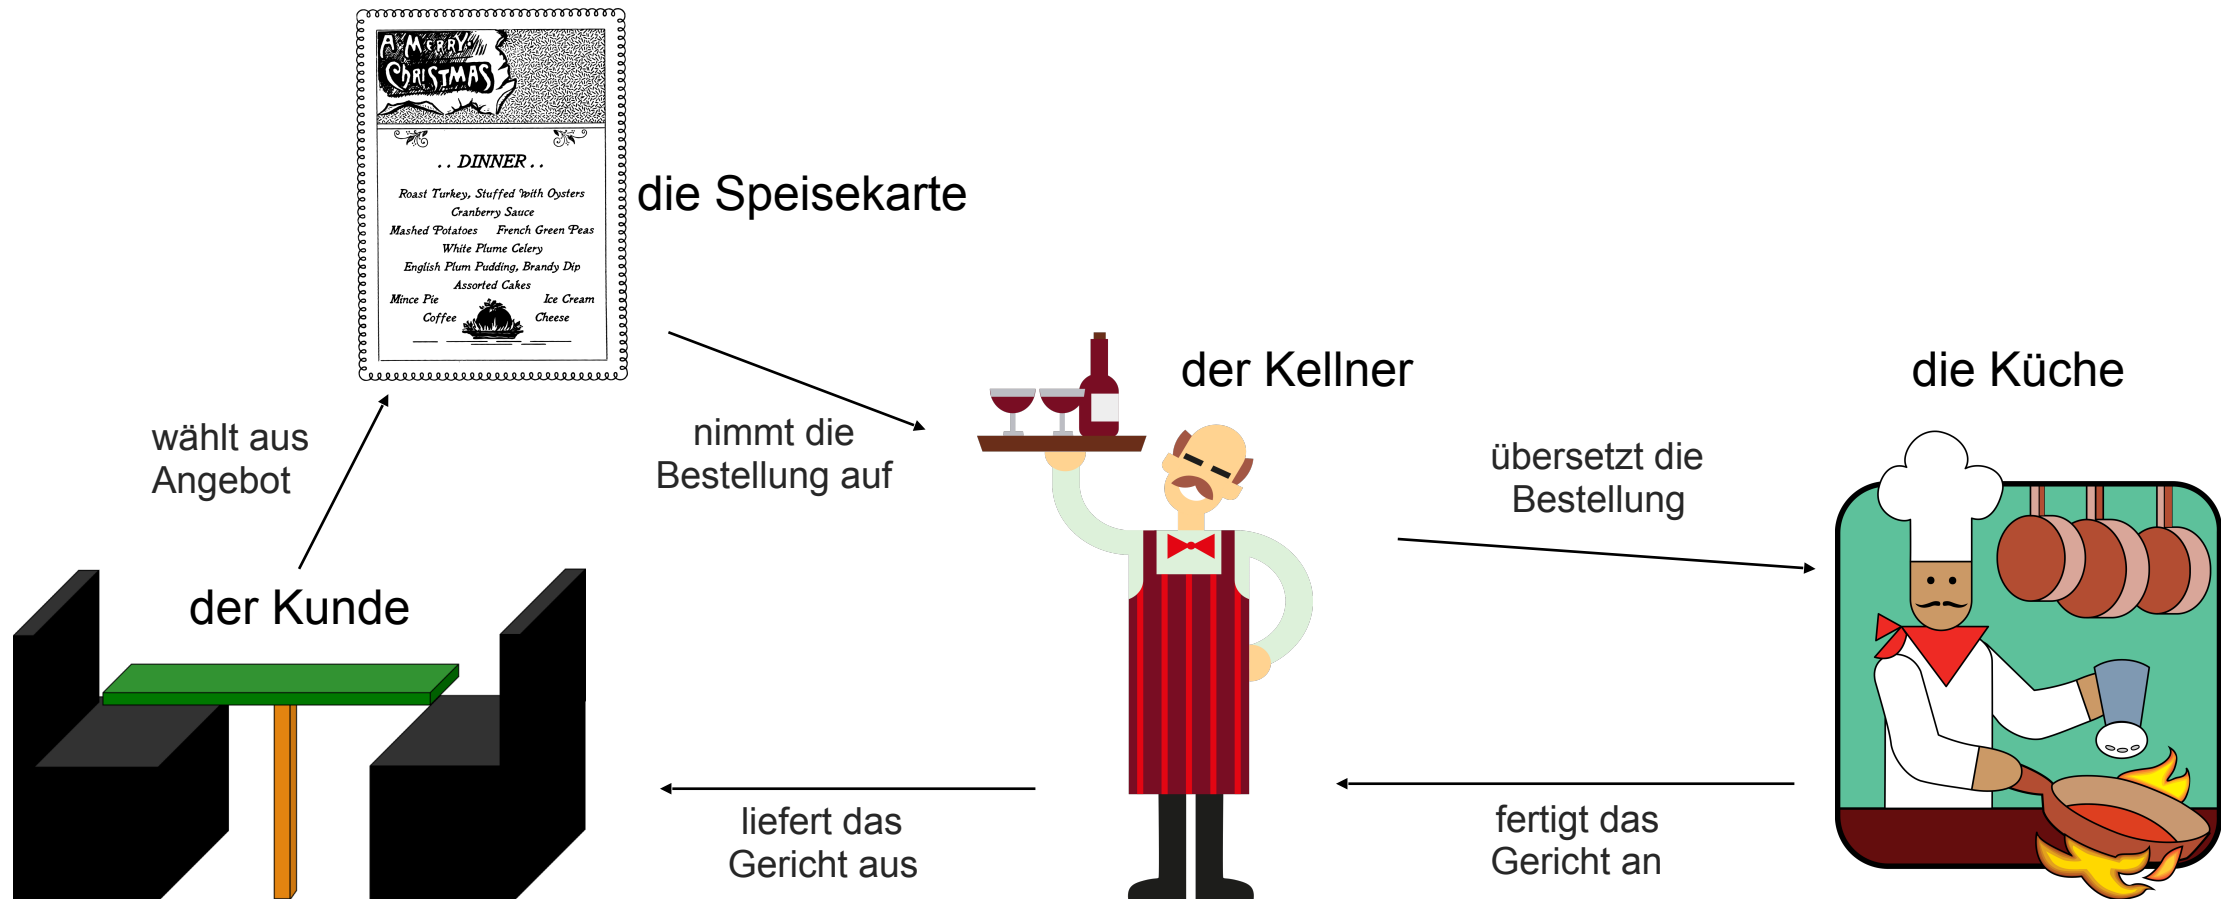 A MERRY
CHRISTMAS
.. DINNER ..
Roast Turkey, Stuffed with Oysters
Cranberry Sauce
Mashed Potatoes French Green Peas
White Plume Celery
English Plum Pudding, Brandy Dip
Assorted Cakes
Mince Pie Ice Cream
Coffee Cheese
die Speisekarte
der Kellner
die Küche
wählt aus
Angebot
nimmt die
Bestellung auf
übersetzt die
Bestellung
der Kunde
liefert das
Gericht aus
fertigt das
Gericht an